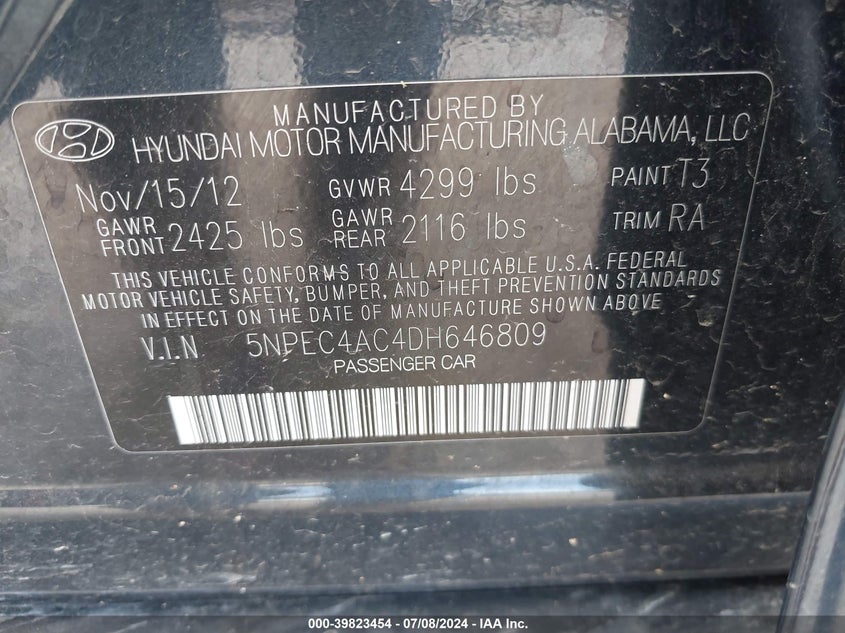 MANUFACTURED BY
HYUNDAI MOTOR MANUFACTURING ALABAMA, LLC
Nov/15/12 GVWR 4299 lbs PAINT T3
GAWR FRONT 2425 lbs GAWR REAR 2116 lbs TRIM RA
THIS VEHICLE CONFORMS TO ALL APPLICABLE U.S.A. FEDERAL
MOTOR VEHICLE SAFETY, BUMPER, AND THEFT PREVENTION STANDARDS
IN EFFECT ON THE DATE OF MANUFACTURE SHOWN ABOVE
V.I.N 5NPEC4AC4DH646809
PASSENGER CAR
000-39823454 - 07/08/2024 - IAA Inc.